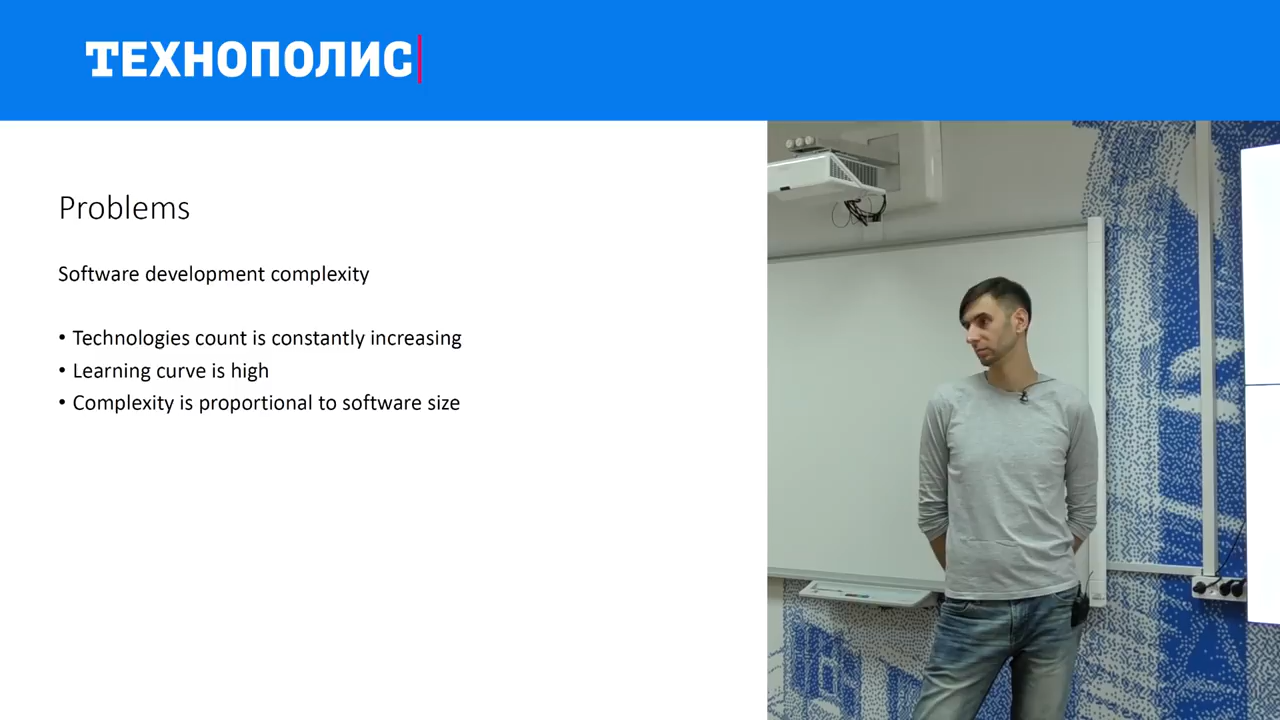 ТЕХНОПОЛИС
Problems
Software development complexity
• Technologies count is constantly increasing
• Learning curve is high
• Complexity is proportional to software size